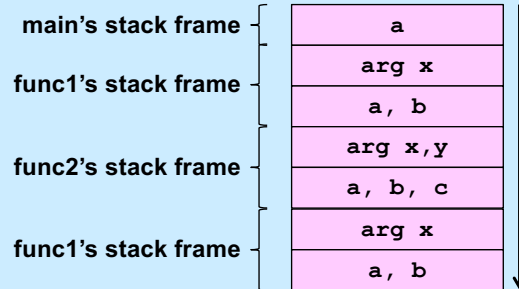 main's stack frame a
func1's stack frame arg x
a, b
func2's stack frame arg x,y
a, b, c
func1's stack frame arg x
a, b